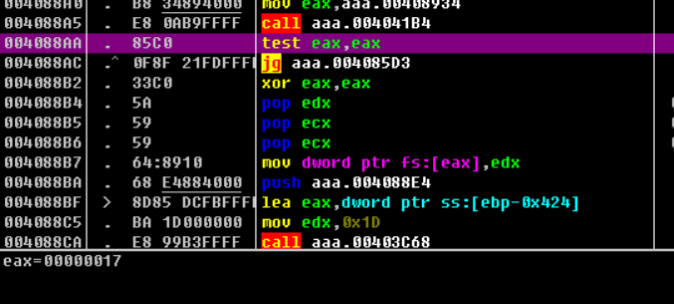 004088A0 . B8 34894000 mov eax,aaa.00408934
004088A5 . E8 0AB9FFFF call aaa.004041B4
004088AA . 85C0 test eax,eax
004088AC .^ 0F8F 21FDFFF jg aaa.004085D3
004088B2 . 33C0 xor eax,eax
004088B4 . 5A pop edx
004088B5 . 59 pop ecx
004088B6 . 59 pop ecx
004088B7 . 64:8910 mov dword ptr fs:[eax],edx
004088BA . 68 E4884000 push aaa.004088E4
004088BF > 8D85 DCFBFFF lea eax,dword ptr ss:[ebp-0x424]
004088C5 . BA 1D000000 mov edx,0x1D
004088CA . E8 99B3FFFF call aaa.00403C68
eax=00000017